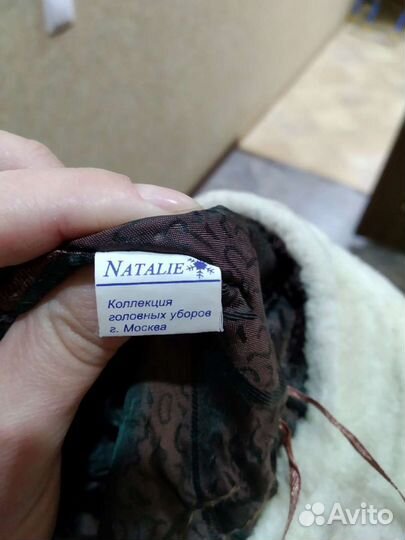 NATALIE
Коллекция
головных уборов
г. Москва
Avito